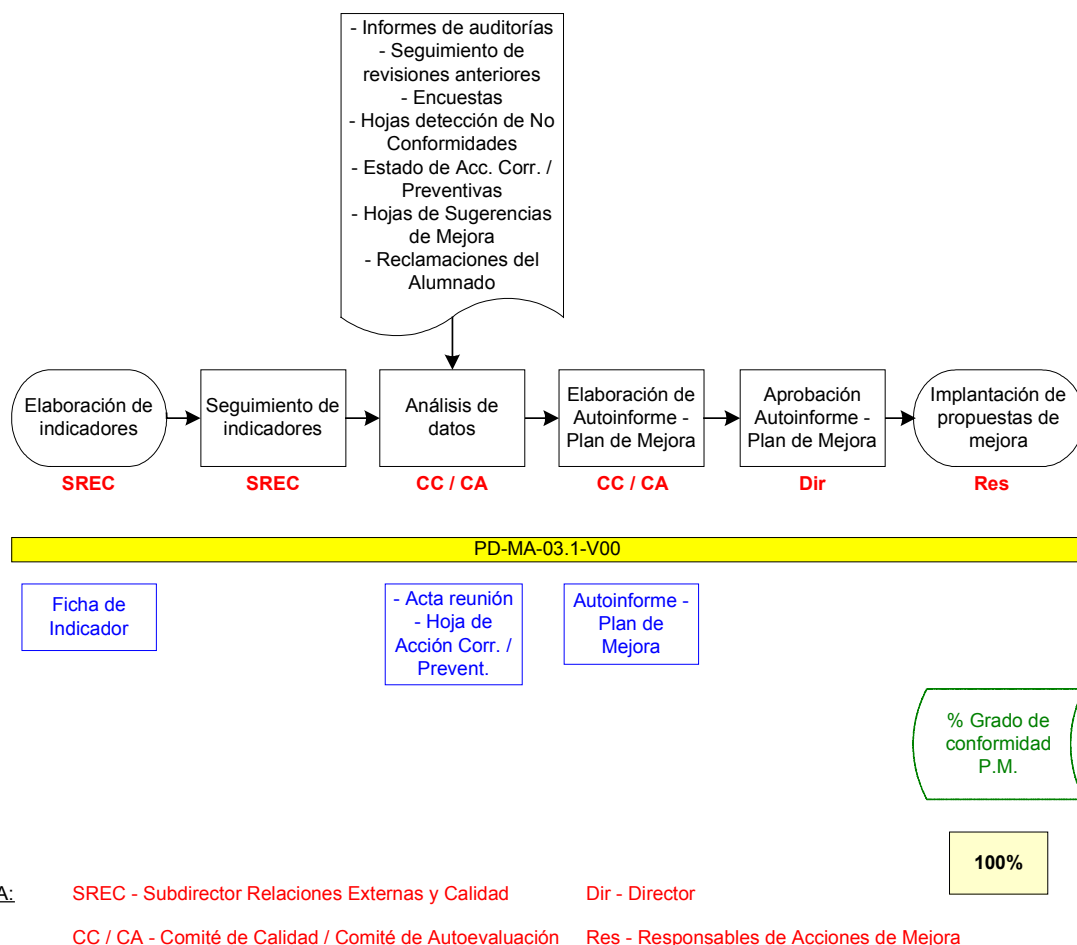 - Informes de auditorías
- Seguimiento de
revisiones anteriores
- Encuestas
- Hojas detección de No
Conformidades
- Estado de Acc. Corr. /
Preventivas
- Hojas de Sugerencias
de Mejora
- Reclamaciones del
Alumnado
Elaboración de
indicadores
SREC
Seguimiento de
indicadores
SREC
Análisis de
datos
CC / CA
Elaboración de
Autoinforme -
Plan de Mejora
CC / CA
Aprobación
Autoinforme -
Plan de Mejora
Dir
Implantación de
propuestas de
mejora
Res
PD-MA-03.1-V00
Ficha de
Indicador
- Acta reunión
- Hoja de
Acción Corr. /
Prevent.
Autoinforme -
Plan de
Mejora
% Grado de
conformidad
P.M.
100%
A:
SREC - Subdirector Relaciones Externas y Calidad
Dir - Director
CC / CA - Comité de Calidad / Comité de Autoevaluación
Res - Responsables de Acciones de Mejora